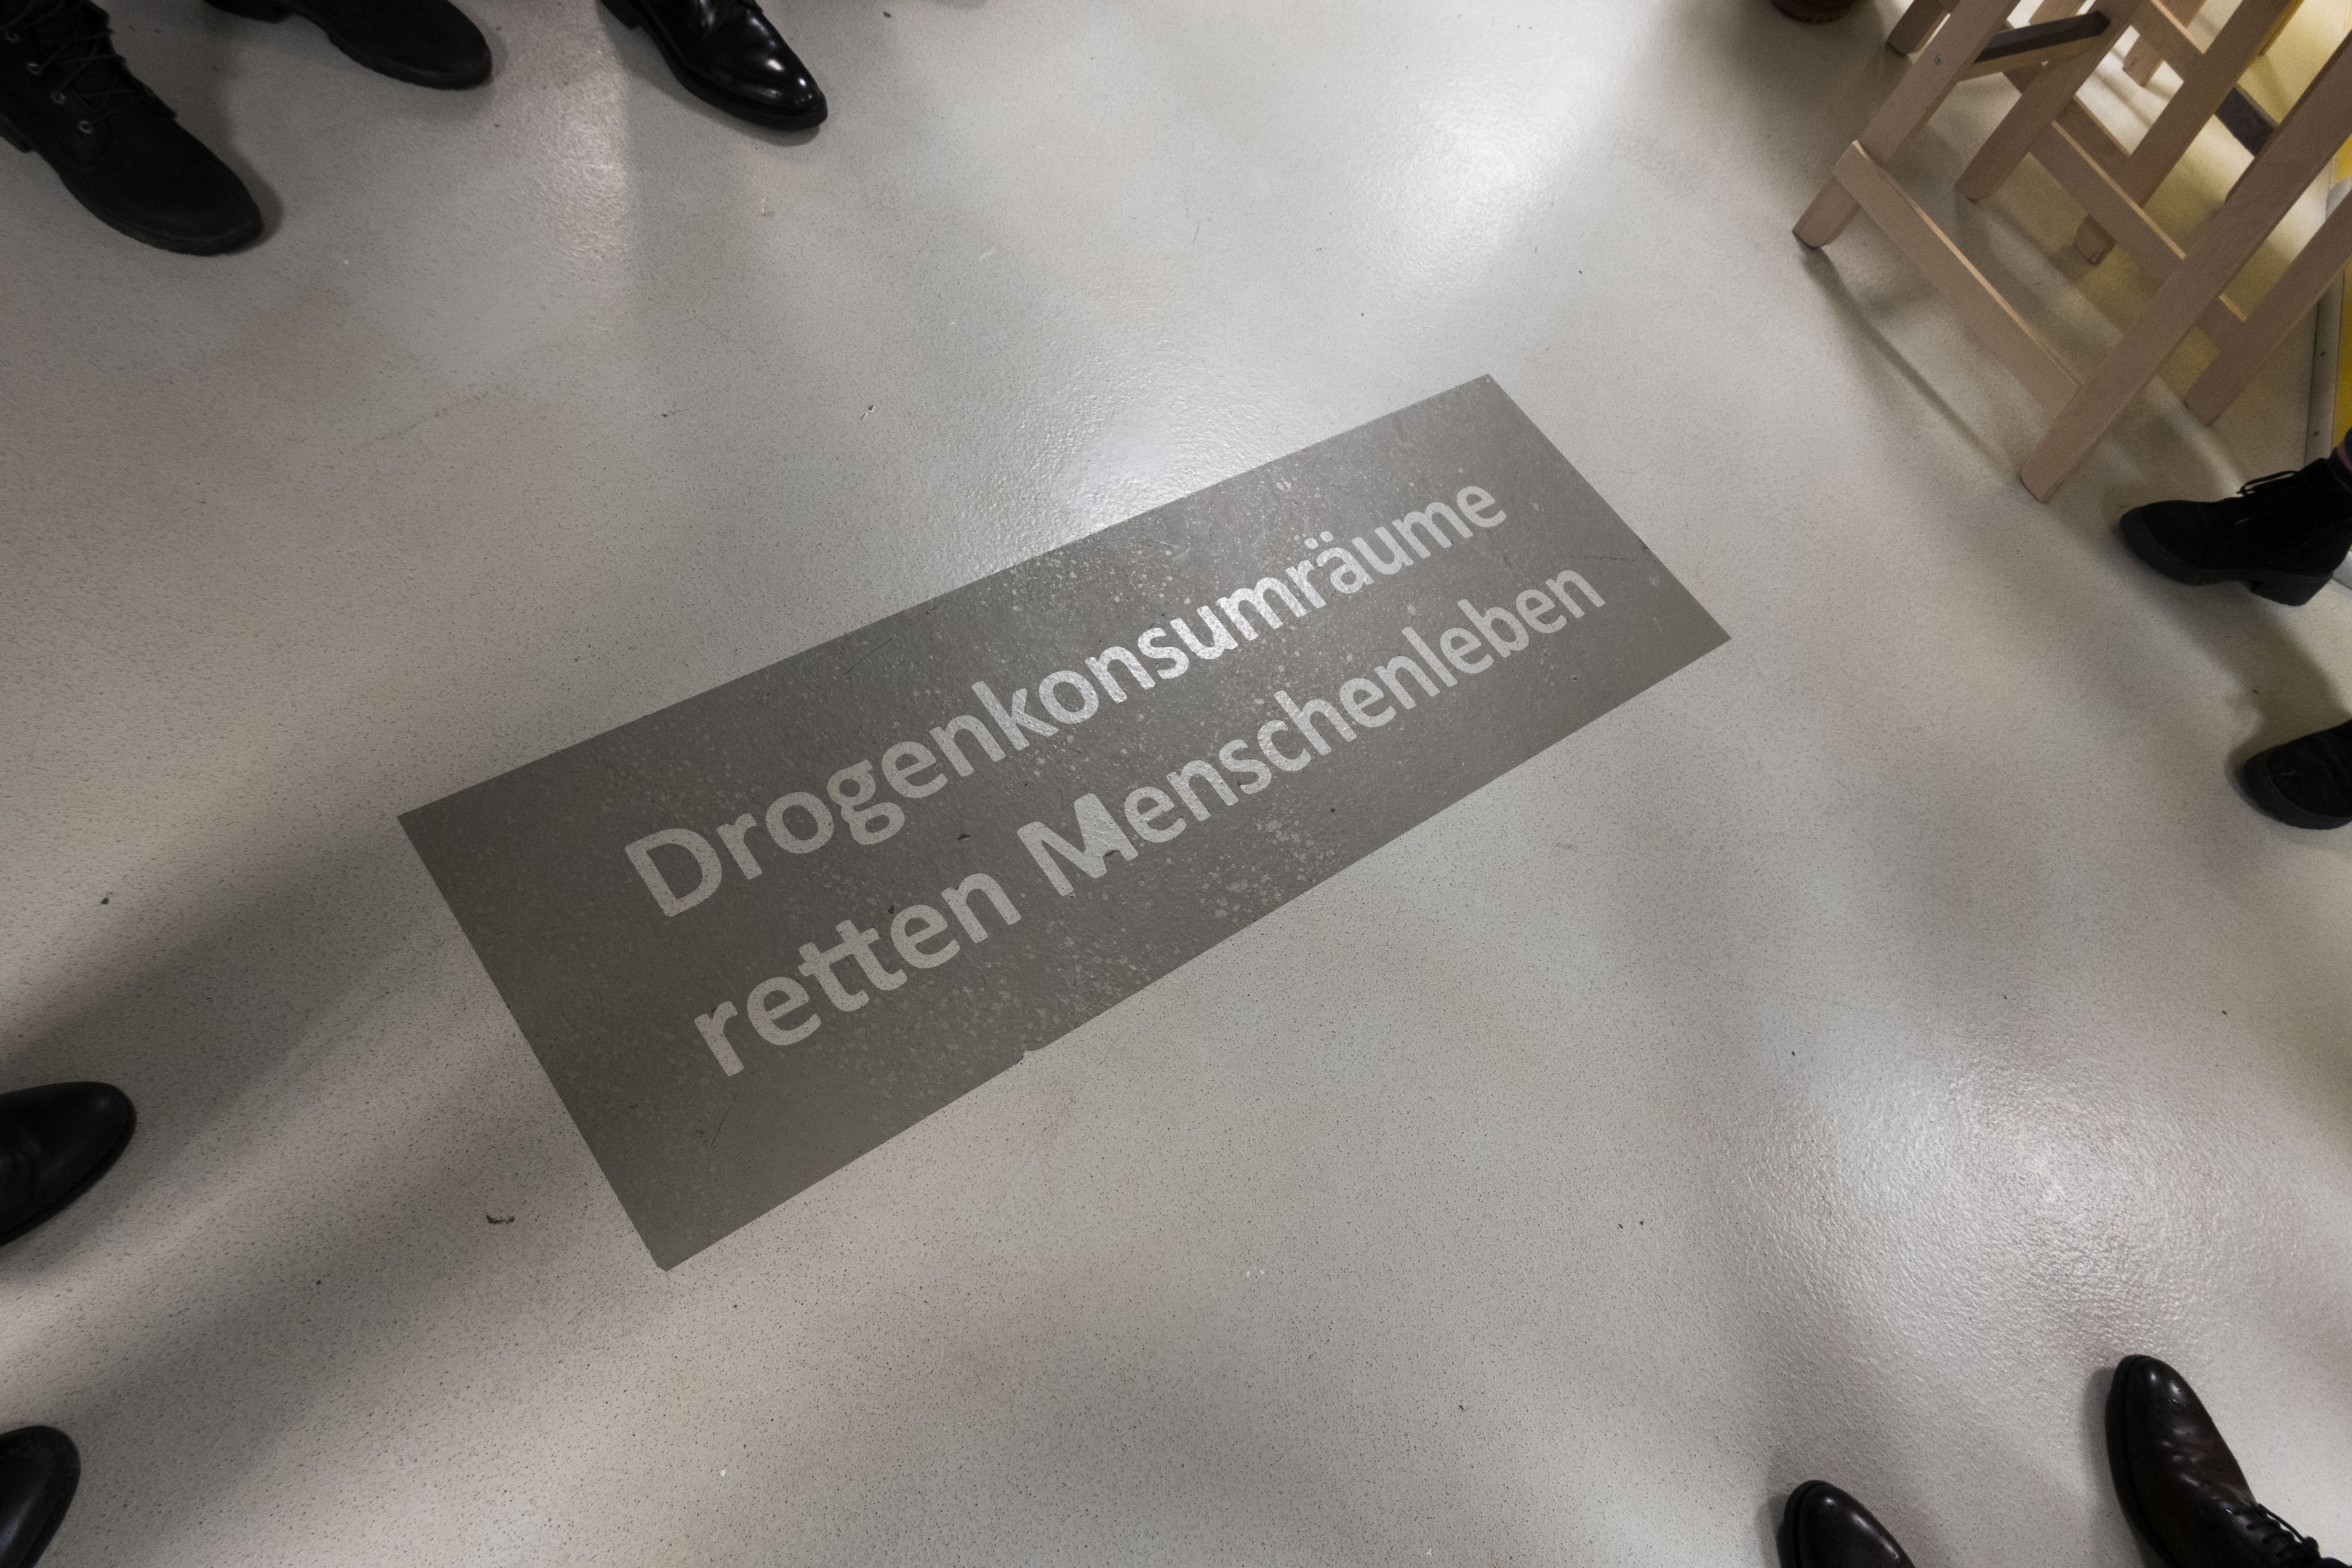 Drogenkonsumräume
retten Menschenleben